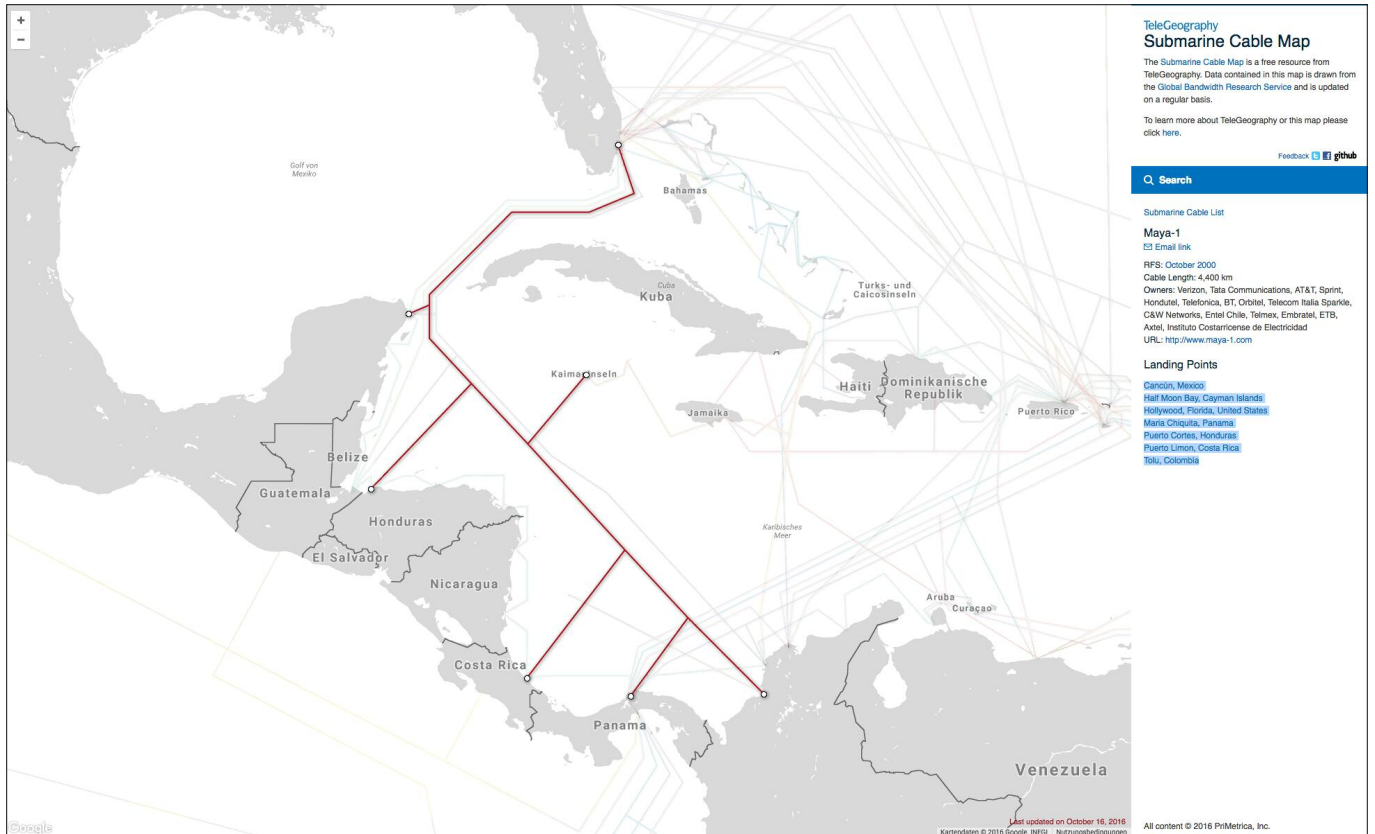 +
−
Golf von
Mexiko
Bahamas
Cuba
Kuba
Turks- und
Caicosinseln
Kaimaninseln
Haiti
Dominikanische
Republik
Jamaika
Puerto Rico
Belize
Guatemala
Honduras
El Salvador
Nicaragua
Karibisches
Meer
Aruba
Curaçao
Costa Rica
Panama
Venezuela
Google
Last updated on October 16, 2016
Kartendaten © 2016 Google, INEGI
Nutzungsbedingungen
TeleGeography
Submarine Cable Map
The Submarine Cable Map is a free resource from
TeleGeography. Data contained in this map is drawn from
the Global Bandwidth Research Service and is updated
on a regular basis.
To learn more about TeleGeography or this map please
click here.
Feedback t f github
Search
Submarine Cable List
Maya-1
Email link
RFS: October 2000
Cable Length: 4,400 km
Owners: Verizon, Tata Communications, AT&T, Sprint,
Hondutel, Telefonica, BT, Orbitel, Telecom Italia Sparkle,
C&W Networks, Entel Chile, Telmex, Embratel, ETB,
Axtel, Instituto Costarricense de Electricidad
URL: http://www.maya-1.com
Landing Points
Cancún, Mexico
Half Moon Bay, Cayman Islands
Hollywood, Florida, United States
Maria Chiquita, Panama
Puerto Cortes, Honduras
Puerto Limon, Costa Rica
Tolu, Colombia
All content © 2016 PriMetrica, Inc.